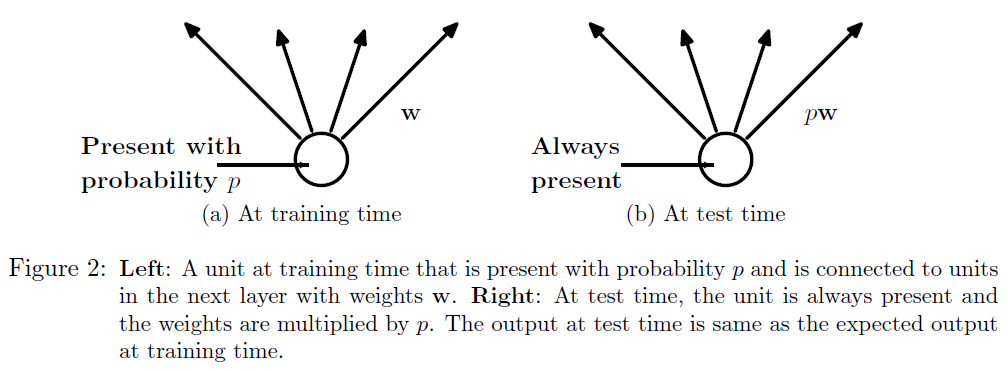 w
Present with
probability p
(a) At training time
pw
Always
present
(b) At test time
Figure 2: Left: A unit at training time that is present with probability p and is connected to units
in the next layer with weights w. Right: At test time, the unit is always present and
the weights are multiplied by p. The output at test time is same as the expected output
at training time.